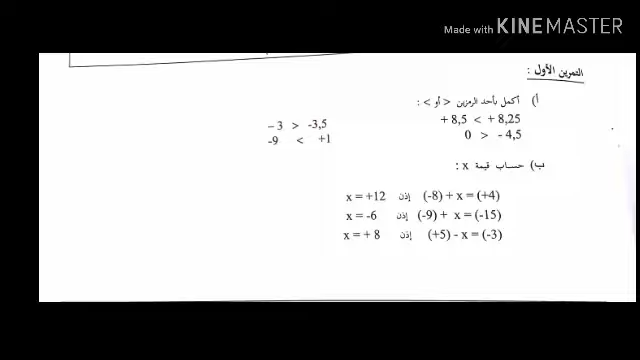 Made with KINEMASTER
التمرين الأول :
أ) أكمل بأحد الرمزين < أو > :
+ 8,5 < + 8,25
– 3 > -3,5
0 > - 4,5
-9 < +1
ب) حساب قيمة x :
(-8) + x = (+4) إذن x = +12
(-9) + x = (-15) إذن x = -6
(+5) - x = (-3) إذن x = + 8